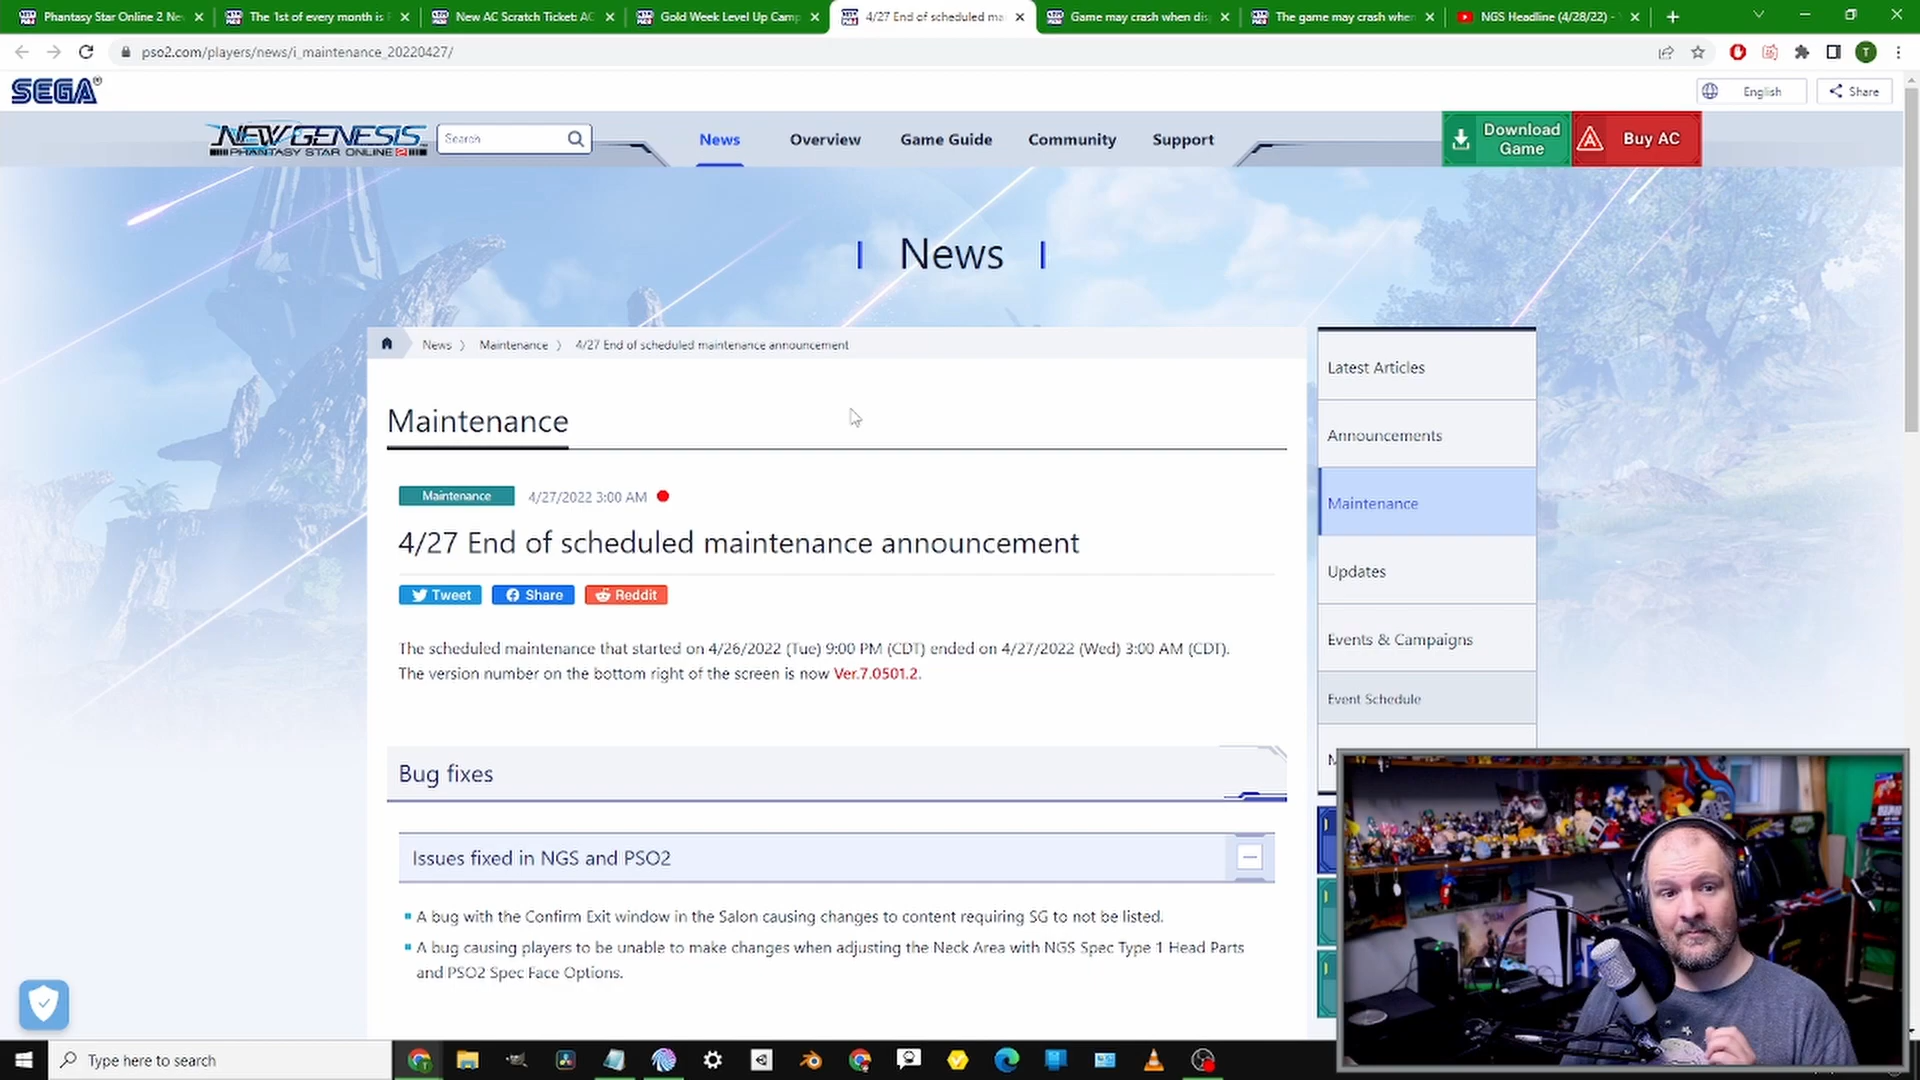 Phantasy Star Online 2 Ne
The 1st of every month is
New AC Scratch Ticket: AC
Gold Week Level Up Camp
4/27 End of scheduled ma
Game may crash when dis
The game may crash when
NGS Headline (4/28/22) -
pso2.com/players/news/i_maintenance_20220427/
T
SEGA
English
Share
NEW GENESIS
PHANTASY STAR ONLINE 2
Search
News
Overview
Game Guide
Community
Support
Download
Game
Buy AC
News
News
Maintenance
4/27 End of scheduled maintenance announcement
Latest Articles
Announcements
Maintenance
Updates
Events & Campaigns
Event Schedule
Maintenance
Maintenance
4/27/2022 3:00 AM
4/27 End of scheduled maintenance announcement
Tweet
Share
Reddit
The scheduled maintenance that started on 4/26/2022 (Tue) 9:00 PM (CDT) ended on 4/27/2022 (Wed) 3:00 AM (CDT).
The version number on the bottom right of the screen is now Ver.7.0501.2.
Bug fixes
Issues fixed in NGS and PSO2
A bug with the Confirm Exit window in the Salon causing changes to content requiring SG to not be listed.
A bug causing players to be unable to make changes when adjusting the Neck Area with NGS Spec Type 1 Head Parts
and PSO2 Spec Face Options.
Type here to search